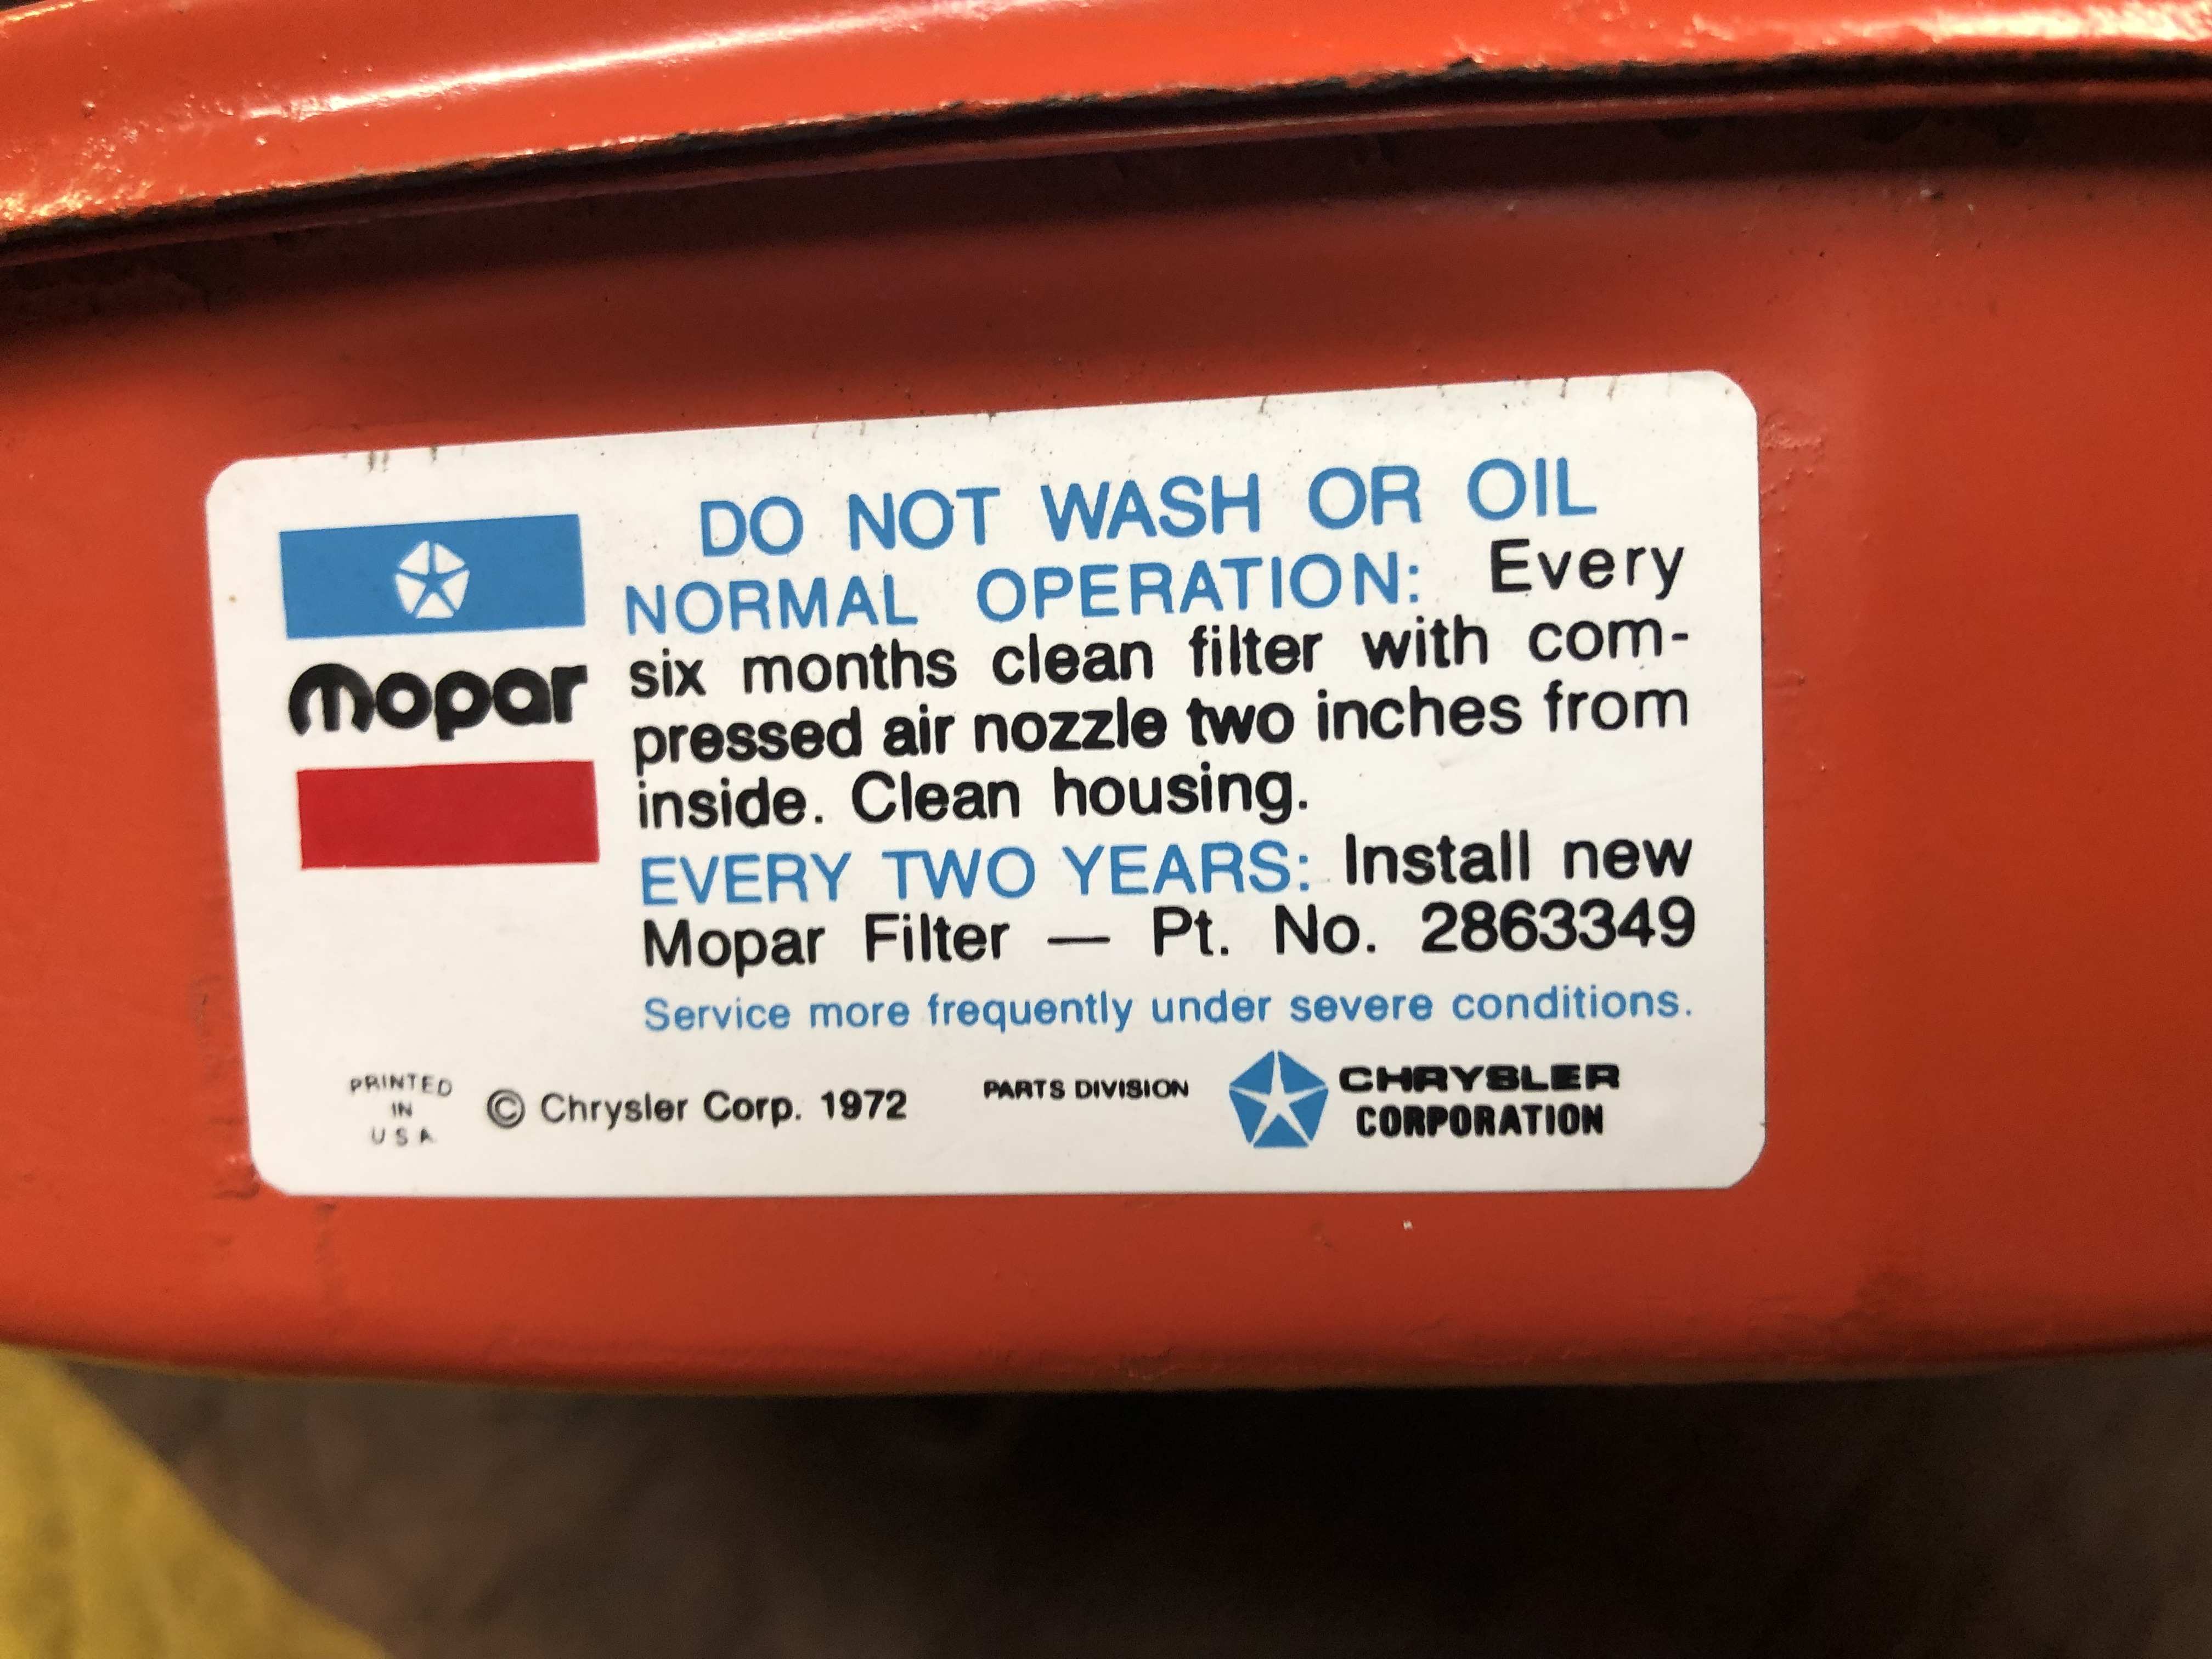 DO NOT WASH OR OIL
NORMAL OPERATION: Every
six months clean filter with com-
pressed air nozzle two inches from
inside. Clean housing.
EVERY TWO YEARS: Install new
Mopar Filter — Pt. No. 2863349
Service more frequently under severe conditions.
mopar
PRINTED
IN
USA
© Chrysler Corp. 1972
PARTS DIVISION
CHRYSLER
CORPORATION